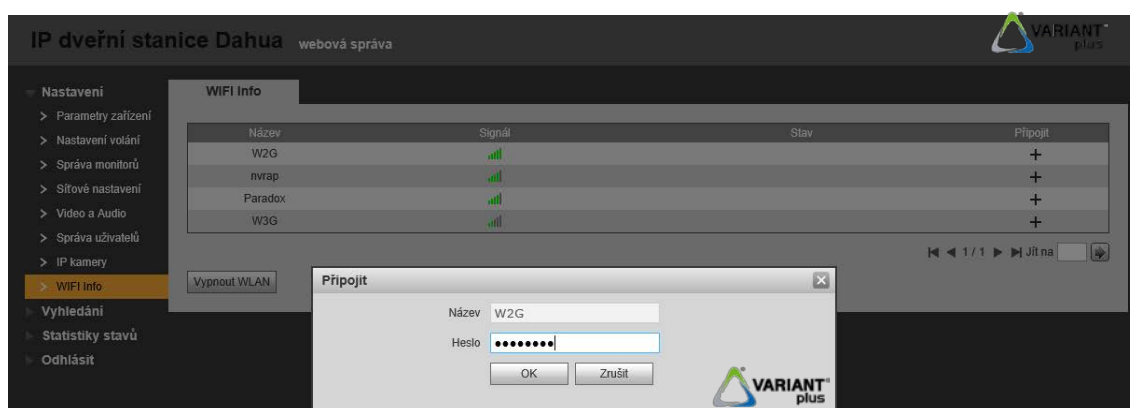 IP dveřní stanice Dahua webová správa
VARIANT plus
Nastavení
Parametry zařízení
Nastavení volání
Správa monitorů
Síťové nastavení
Video a Audio
Správa uživatelů
IP kamery
WIFI Info
Vyhledání
Statistiky stavů
Odhlásit
WIFI Info
Název Signál Stav Připojit
W2G
nvrap
Paradox
W3G
1 / 1 Jít na
Vypnout WLAN
Připojit
Název W2G
Heslo ●●●●●●●●
OK Zrušit
VARIANT plus